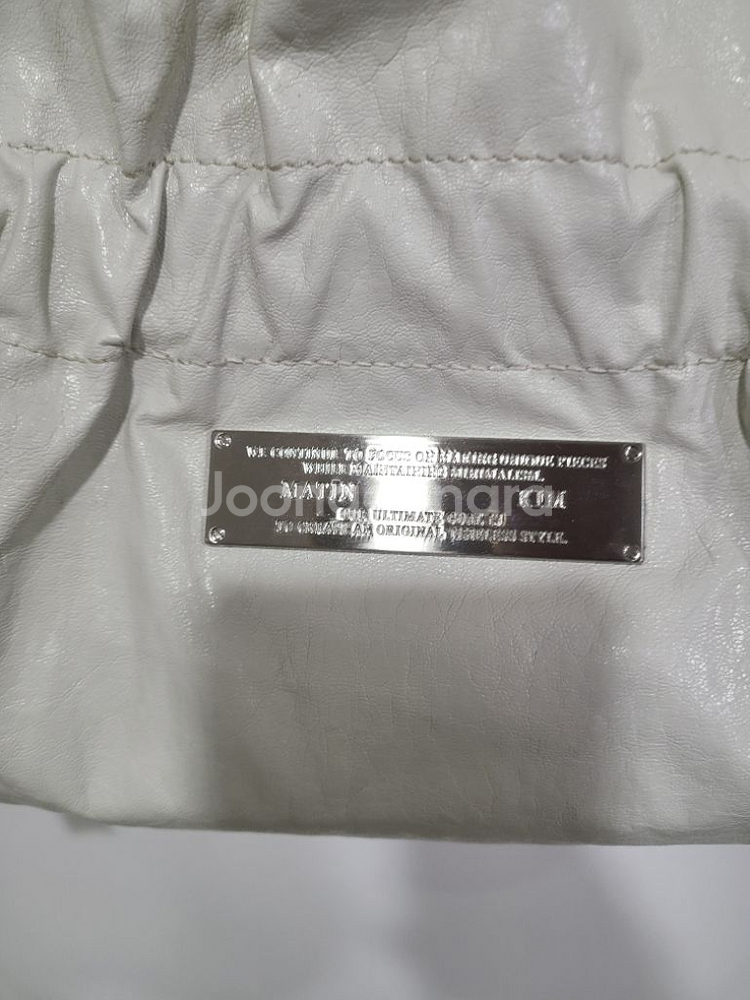 WE CONTINUE TO FOCUS ON MAKING UNIQUE PIECES
WHILE MAINTAINING MINIMALISM.
MATIN KIM
OUR ULTIMATE GOAL IS
TO CREATE AN ORIGINAL, TIMELESS STYLE.
Joonggonara